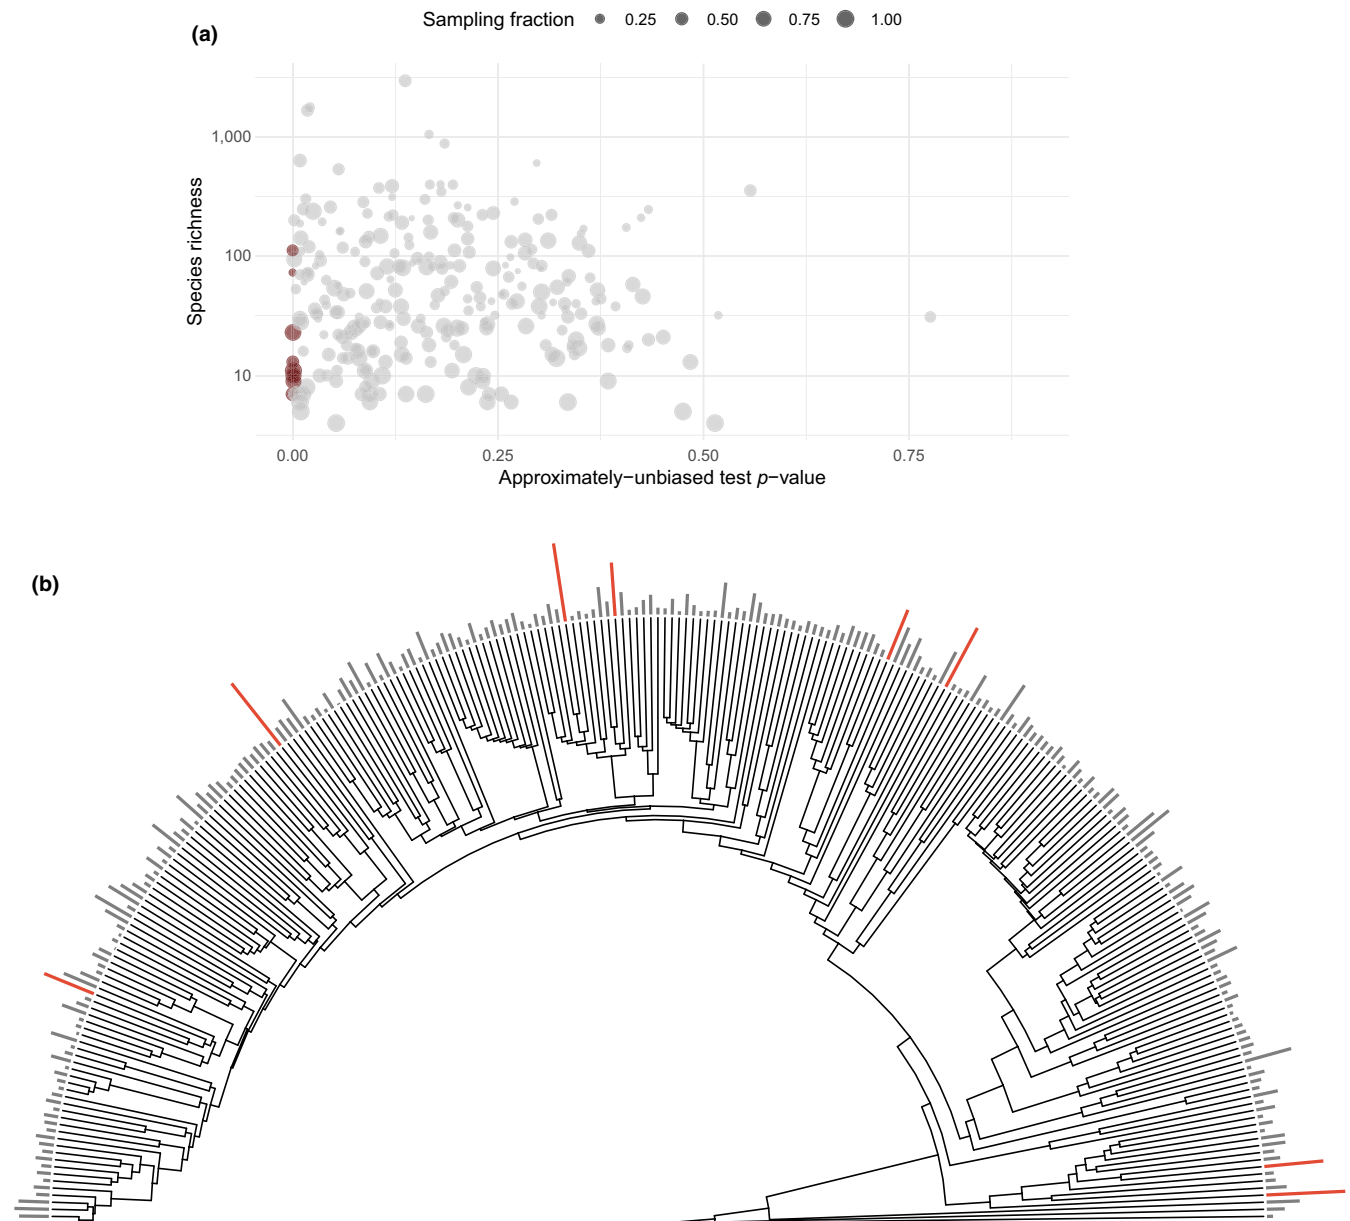 Sampling fraction 0.25 0.50 0.75 1.00
(a)
1,000
100
10
Species richness
0.00 0.25 0.50 0.75
Approximately−unbiased test p−value
(b)